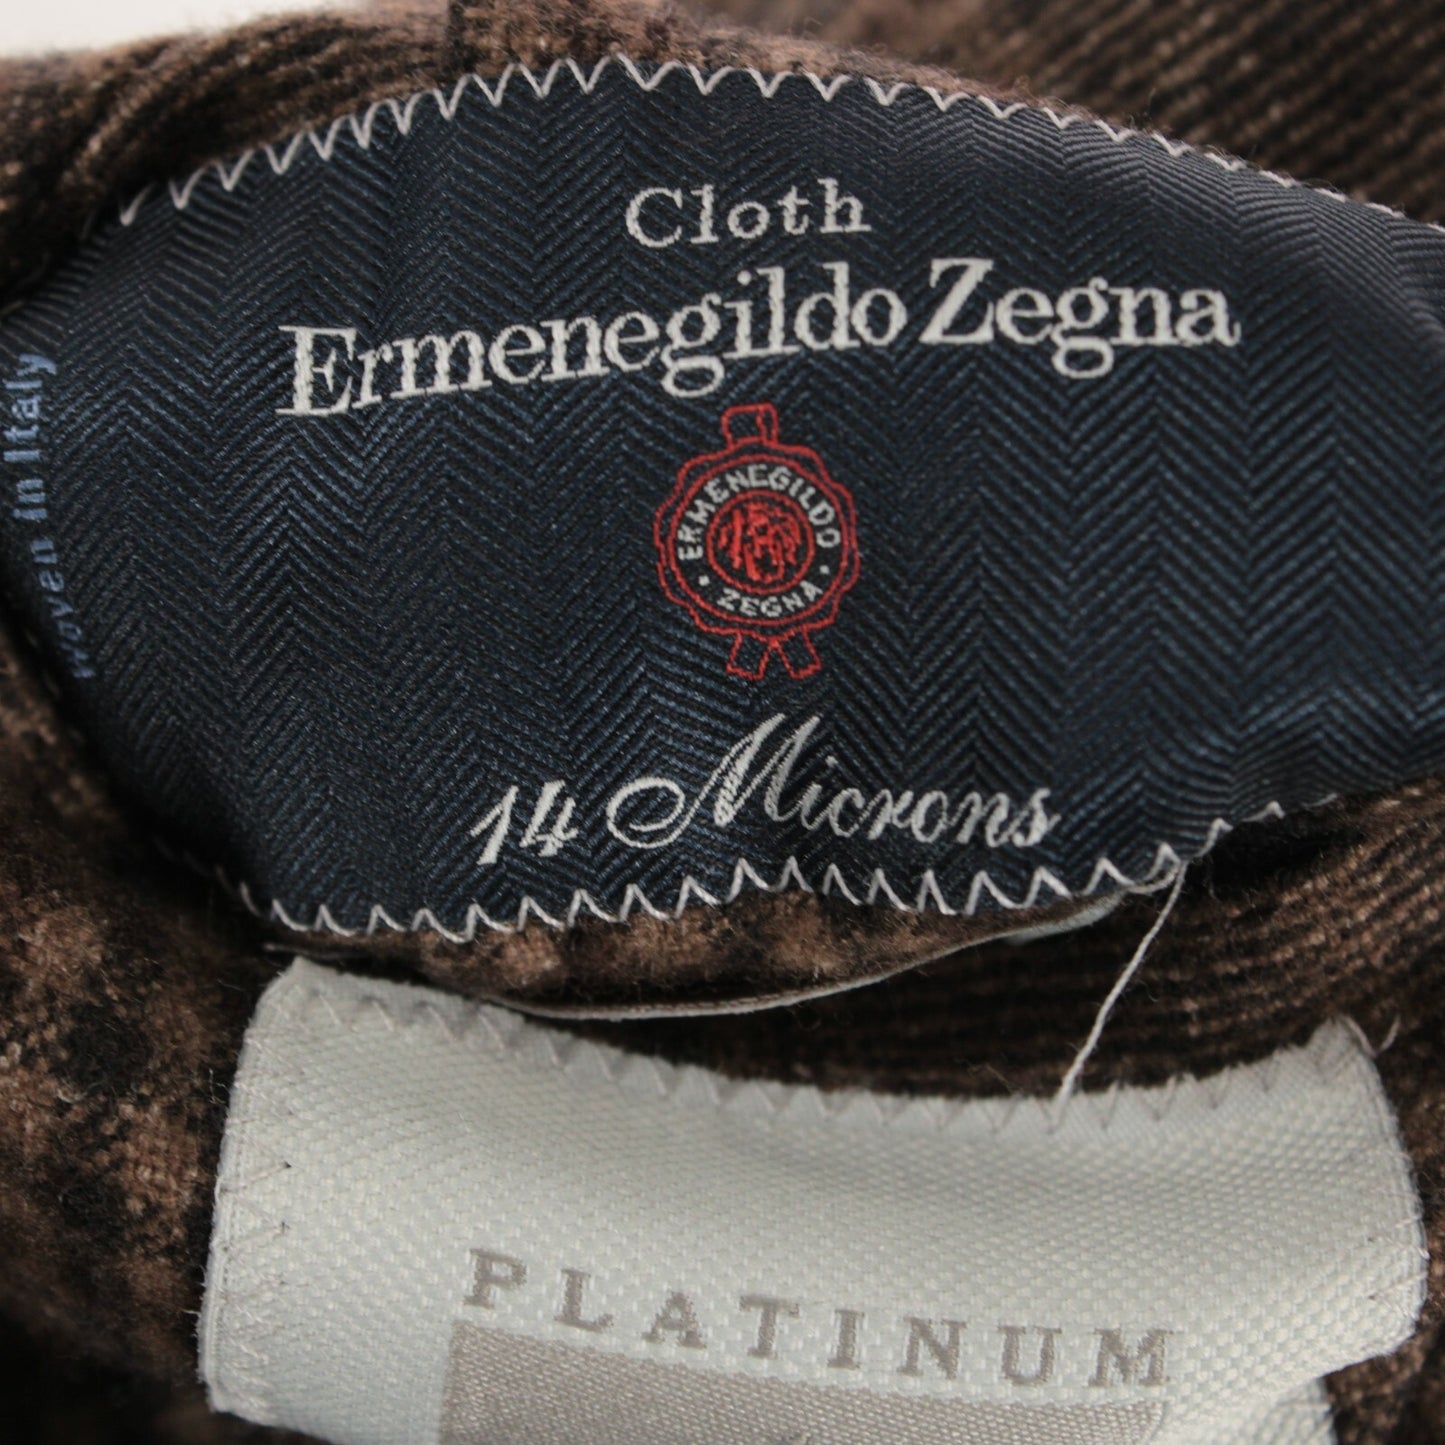 Cloth
Ermenegildo Zegna
Woven in Italy
ERMENEGILDO
· ZEGNA ·
14 Microns
PLATINUM